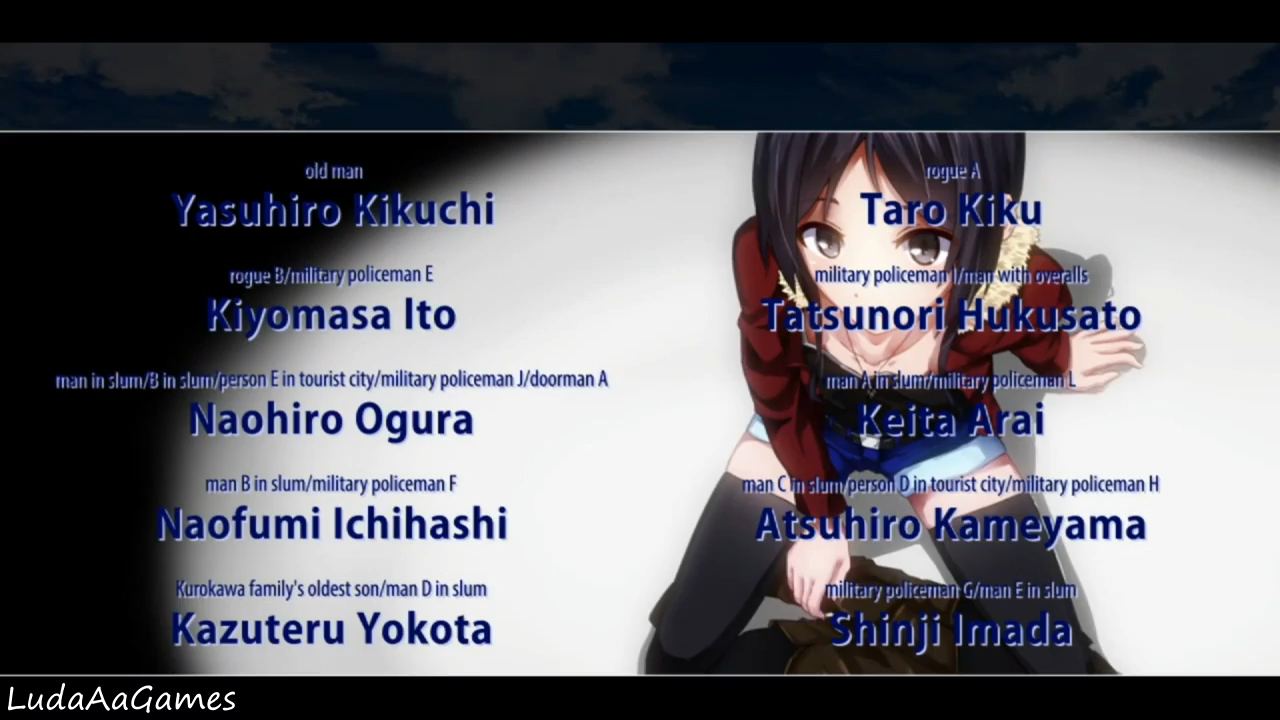 old man
Yasuhiro Kikuchi
rogue A
Taro Kiku
rogue B/military policeman E
Kiyomasa Ito
military policeman I/man with overalls
Tatsunori Hukusato
man in slum/B in slum/person E in tourist city/military policeman J/doorman A
Naohiro Ogura
man A in slum/military policeman L
Keita Arai
man B in slum/military policeman F
Naofumi Ichihashi
man C in slum/person D in tourist city/military policeman H
Atsuhiro Kameyama
Kurokawa family's oldest son/man D in slum
Kazuteru Yokota
military policeman G/man E in slum
Shinji Imada
LudaAaGames